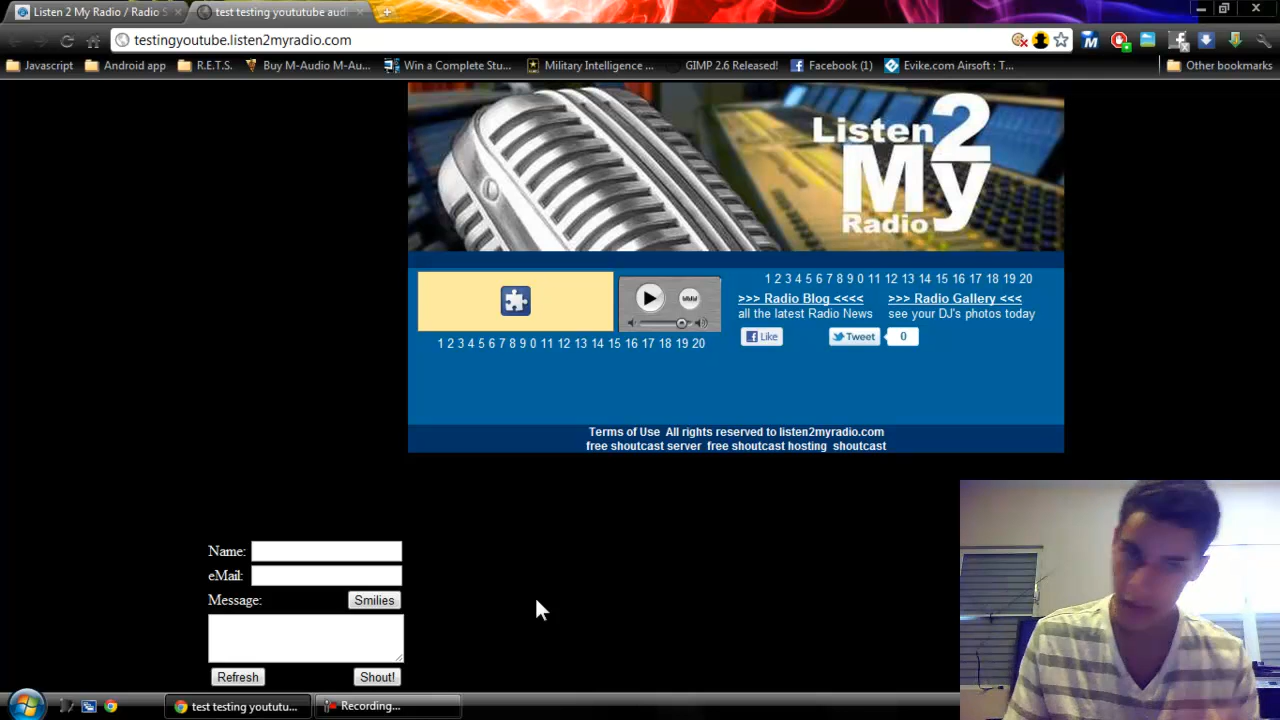 Listen 2 My Radio / Radio S
test testing yoututube audi
testingyoutube.listen2myradio.com
Javascript
Android app
R.E.T.S.
Buy M-Audio M-Au...
Win a Complete Stu...
Military Intelligence ...
GIMP 2.6 Released!
Facebook (1)
Evike.com Airsoft : T...
Other bookmarks
Listen 2
My
Radio
1 2 3 4 5 6 7 8 9 0 11 12 13 14 15 16 17 18 19 20
>>> Radio Blog <<<<
>>> Radio Gallery <<<
all the latest Radio News
see your DJ's photos today
Like
Tweet
0
1 2 3 4 5 6 7 8 9 0 11 12 13 14 15 16 17 18 19 20
Terms of Use All rights reserved to listen2myradio.com
free shoutcast server free shoutcast hosting shoutcast
Name:
eMail:
Message:
Smilies
Refresh
Shout!
test testing yoututu...
Recording...